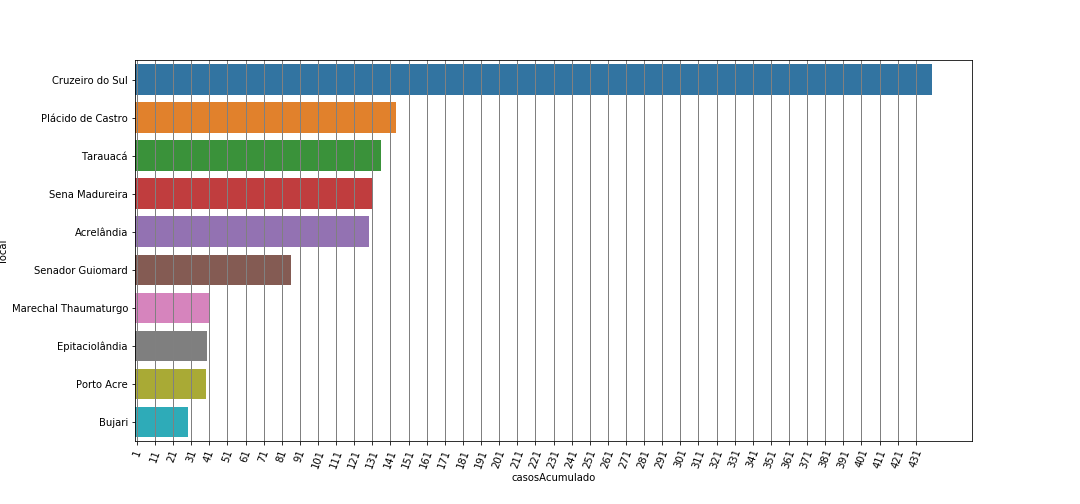 Cruzeiro do Sul
Plácido de Castro
Tarauacá
Sena Madureira
Acrelândia
Senador Guiomard
Marechal Thaumaturgo
Epitaciolândia
Porto Acre
Bujari
local
1 11 21 31 41 51 61 71 81 91 101 111 121 131 141 151 161 171 181 191 201 211 221 231 241 251 261 271 281 291 301 311 321 331 341 351 361 371 381 391 401 411 421 431
casosAcumulado